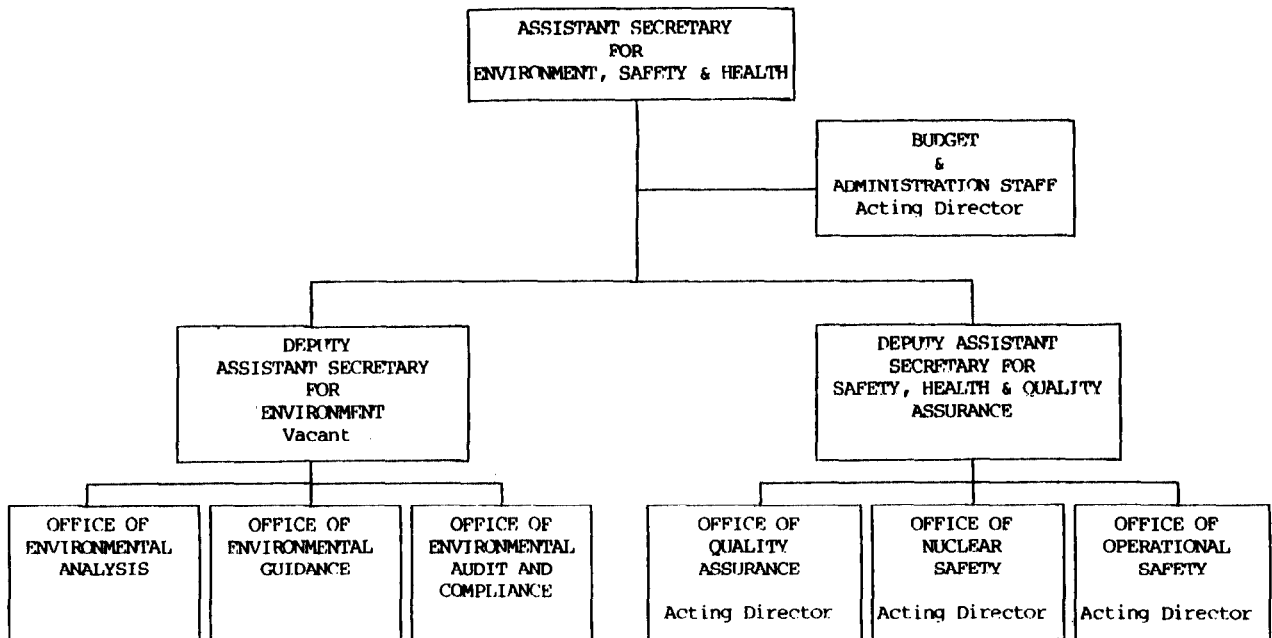 ASSISTANT SECRETARY
FOR
ENVIRONMENT, SAFETY & HEALTH
BUDGET
&
ADMINISTRATION STAFF
Acting Director
DEPUTY
ASSISTANT SECRETARY
FOR
ENVIRONMENT
Vacant
DEPUTY ASSISTANT
SECRETARY FOR
SAFETY, HEALTH & QUALITY
ASSURANCE
OFFICE OF
ENVIRONMENTAL
ANALYSIS
OFFICE OF
ENVIRONMENTAL
GUIDANCE
OFFICE OF
ENVIRONMENTAL
AUDIT AND
COMPLIANCE
OFFICE OF
QUALITY
ASSURANCE
Acting Director
OFFICE OF
NUCLEAR
SAFETY
Acting Director
OFFICE OF
OPERATIONAL
SAFETY
Acting Director